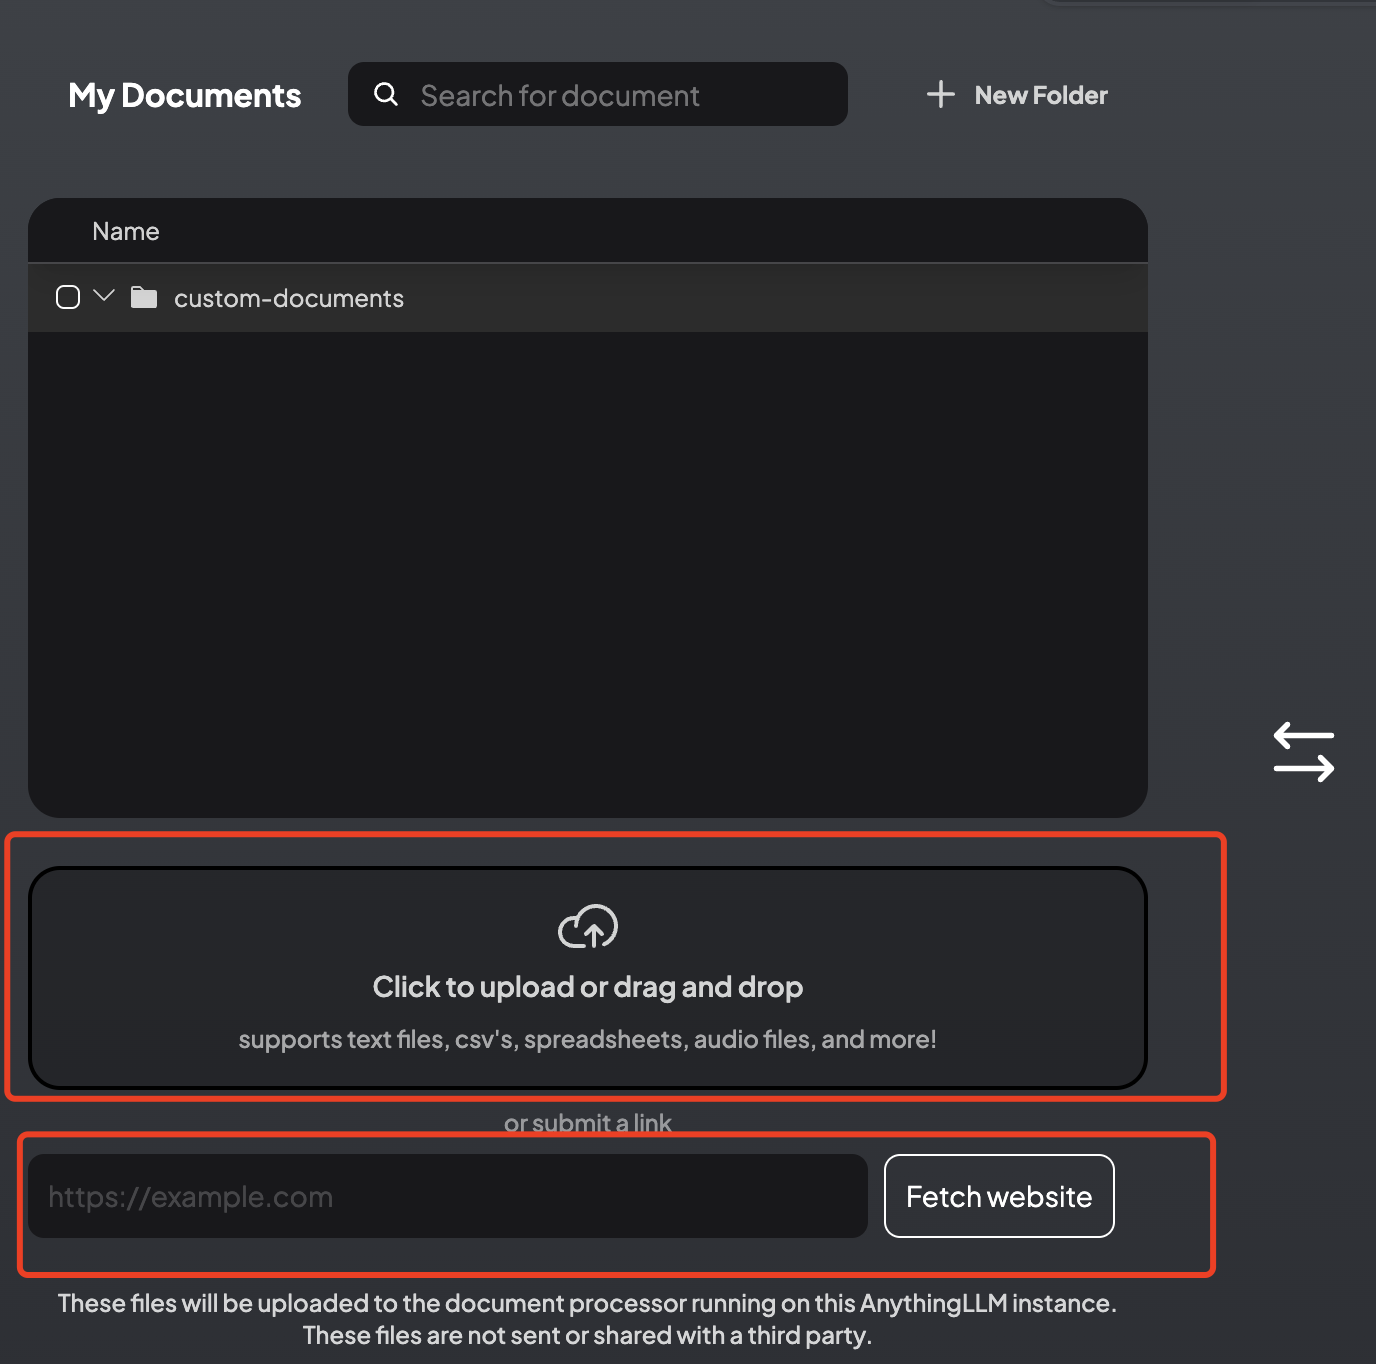 My Documents
Search for document
New Folder
Name
custom-documents
Click to upload or drag and drop
supports text files, csv's, spreadsheets, audio files, and more!
or submit a link
https://example.com
Fetch website
These files will be uploaded to the document processor running on this AnythingLLM instance.
These files are not sent or shared with a third party.